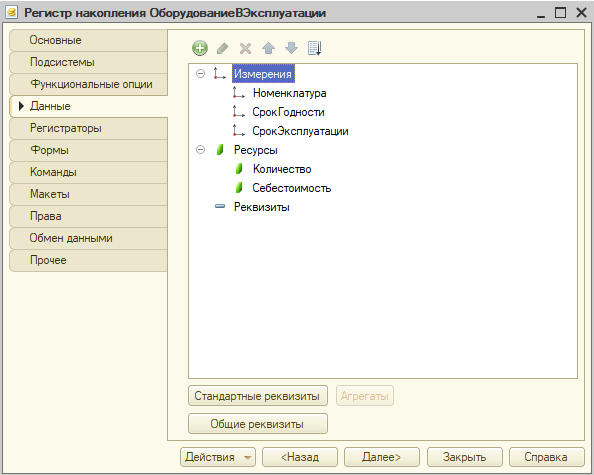 Регистр накопления ОборудованиеВЭксплуатации
Основные
Подсистемы
Функциональные опции
Данные
Регистраторы
Формы
Команды
Макеты
Права
Обмен данными
Прочее
Измерения
Номенклатура
СрокГодности
СрокЭксплуатации
Ресурсы
Количество
Себестоимость
Реквизиты
Стандартные реквизиты
Агрегаты
Общие реквизиты
Действия
<Назад
Далее>
Закрыть
Справка